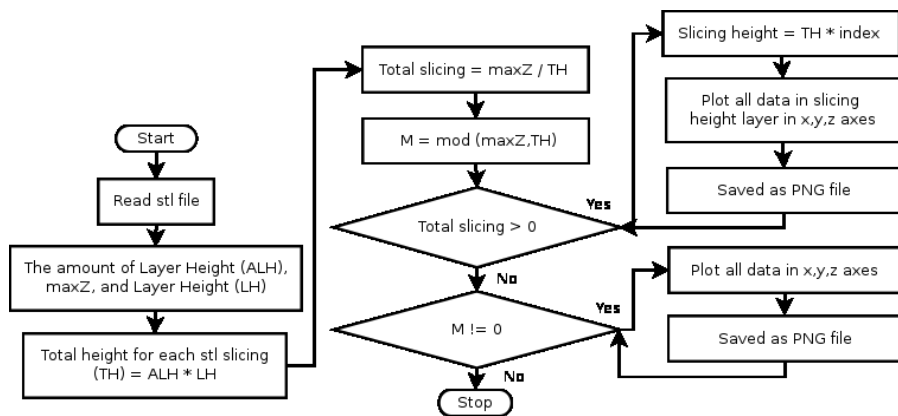 Start
Read stl file
The amount of Layer Height (ALH),
maxZ, and Layer Height (LH)
Total height for each stl slicing
(TH) = ALH * LH
Total slicing = maxZ / TH
M = mod (maxZ,TH)
Total slicing > 0
Yes
No
Slicing height = TH * index
Plot all data in slicing
height layer in x,y,z axes
Saved as PNG file
M != 0
Yes
No
Plot all data in x,y,z axes
Saved as PNG file
Stop